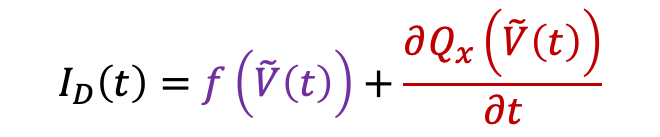 I_D(t) = f(Ṽ(t)) + ∂Q_x(Ṽ(t)) / ∂t